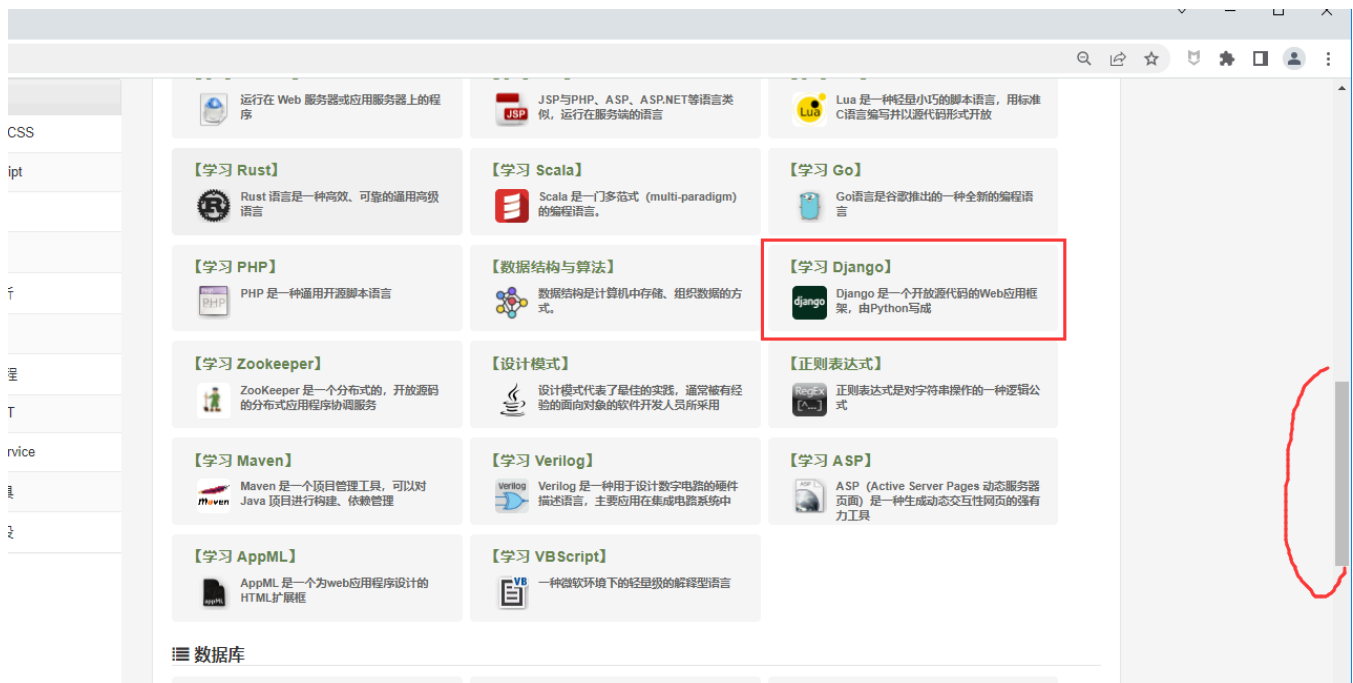 运行在 Web 服务器或应用服务器上的程
序
JSP
JSP与PHP、ASP、ASP.NET等语言类
似，运行在服务端的语言
Lua
Lua 是一种轻量小巧的脚本语言，用标准
C语言编写并以源代码形式开放
CSS
ipt
【学习 Rust】
Rust 语言是一种高效、可靠的通用高级
语言
【学习 Scala】
Scala 是一门多范式（multi-paradigm）
的编程语言。
【学习 Go】
Go语言是谷歌推出的一种全新的编程语
言
【学习 PHP】
PHP
PHP 是一种通用开源脚本语言
【数据结构与算法】
数据结构是计算机中存储、组织数据的方
式。
【学习 Django】
django
Django 是一个开放源代码的Web应用框
架，由Python写成
析
【学习 Zookeeper】
ZooKeeper 是一个分布式的，开放源码
的分布式应用程序协调服务
【设计模式】
设计模式代表了最佳的实践，通常被有经
验的面向对象的软件开发人员所采用
【正则表达式】
RegEx
[^...]
正则表达式是对字符串操作的一种逻辑公
式
程
T
rvice
具
设
【学习 Maven】
maven
Maven 是一个项目管理工具，可以对
Java 项目进行构建、依赖管理
【学习 Verilog】
Verilog
Verilog 是一种用于设计数字电路的硬件
描述语言，主要应用在集成电路系统中
【学习 ASP】
ASP
ASP（Active Server Pages 动态服务器
页面）是一种生成动态交互性网页的强有
力工具
【学习 AppML】
appML
AppML 是一个为web应用程序设计的
HTML扩展框
【学习 VBScript】
VB
一种微软环境下的轻量级的解释型语言
数据库